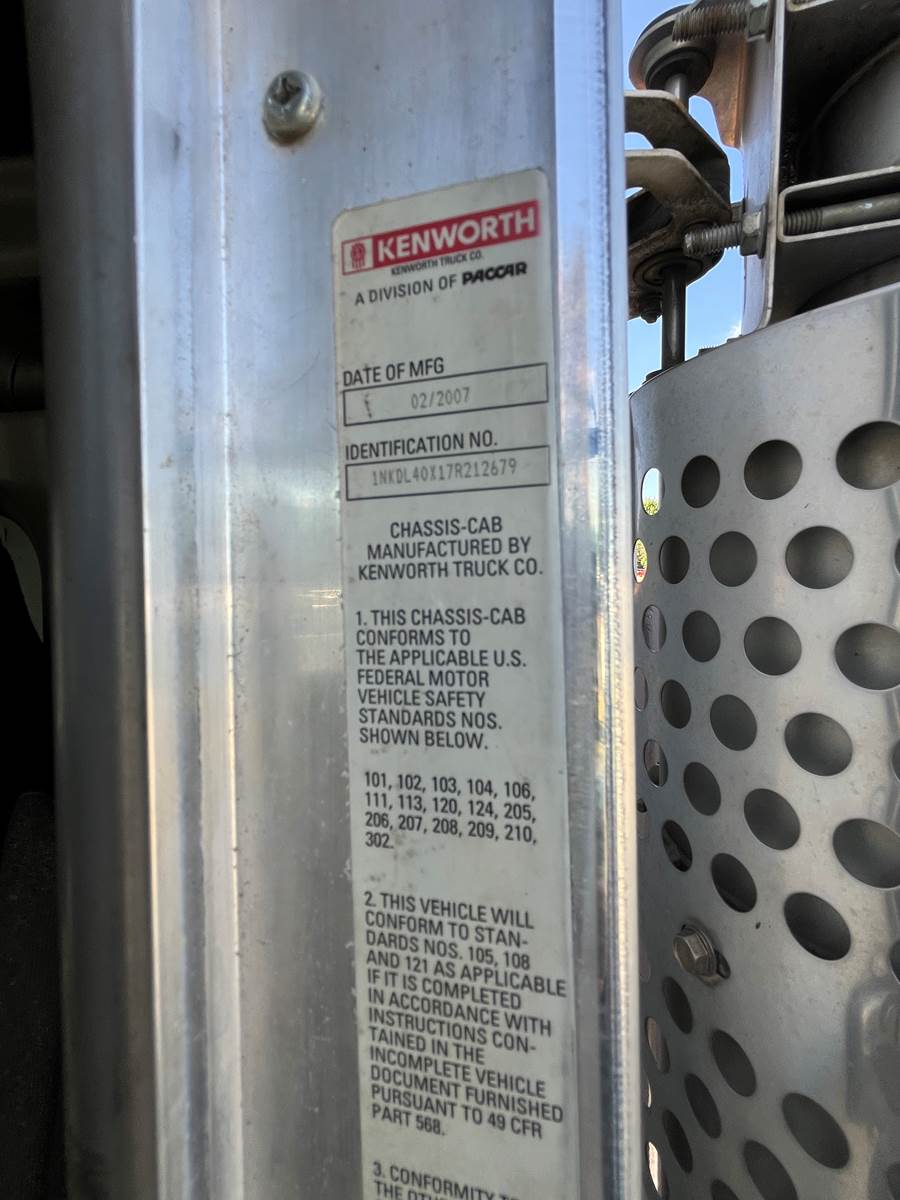 KENWORTH
KENWORTH TRUCK CO.
A DIVISION OF PACCAR
DATE OF MFG
02/2007
IDENTIFICATION NO.
1NKDL40X17R212679
CHASSIS-CAB
MANUFACTURED BY
KENWORTH TRUCK CO.
1. THIS CHASSIS-CAB
CONFORMS TO
THE APPLICABLE U.S.
FEDERAL MOTOR
VEHICLE SAFETY
STANDARDS NOS.
SHOWN BELOW.
101, 102, 103, 104, 106,
111, 113, 120, 124, 205,
206, 207, 208, 209, 210,
302.
2. THIS VEHICLE WILL
CONFORM TO STAN-
DARDS NOS. 105, 108
AND 121 AS APPLICABLE
IF IT IS COMPLETED
IN ACCORDANCE WITH
INSTRUCTIONS CON-
TAINED IN THE
INCOMPLETE VEHICLE
DOCUMENT FURNISHED
PURSUANT TO 49 CFR
PART 568.
3. CONFORMITY TO
THE OTHE